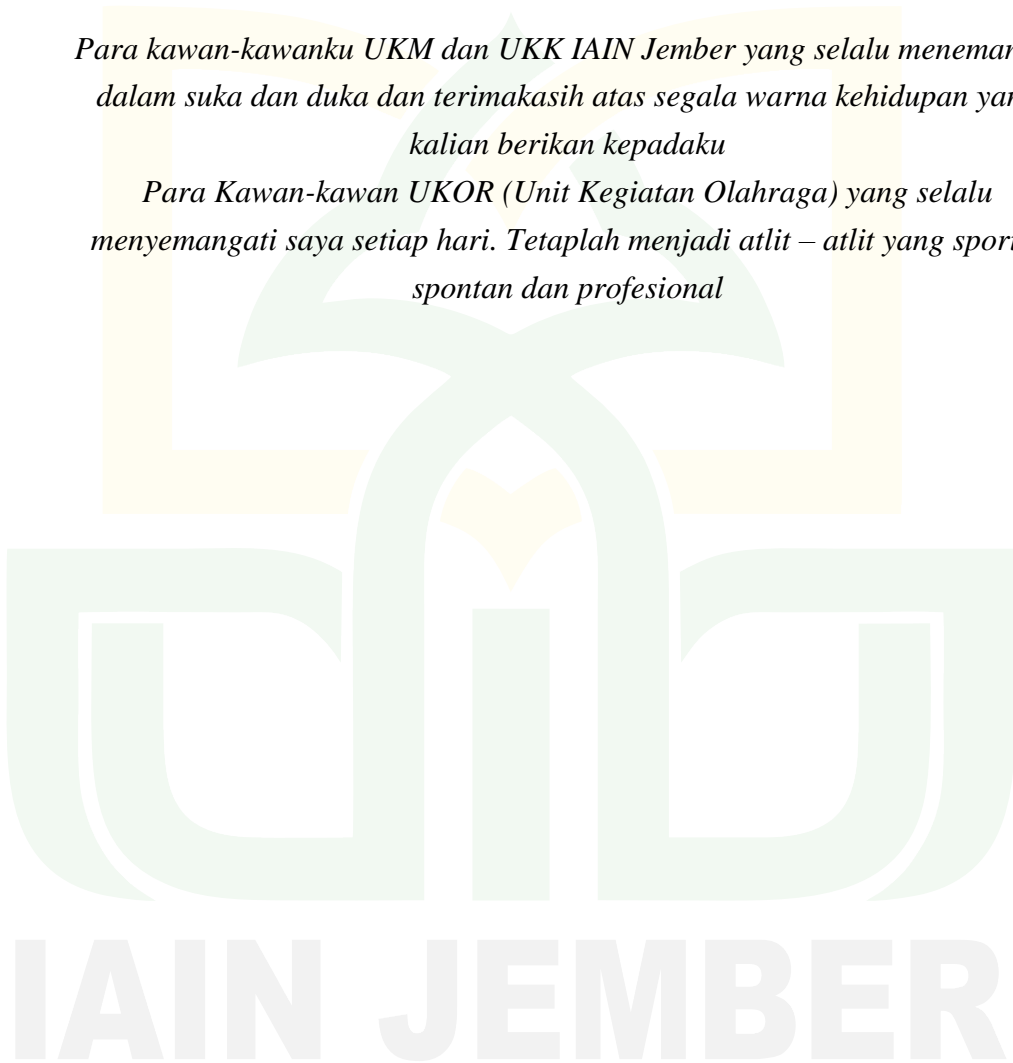 Para kawan-kawanku UKM dan UKK IAIN Jember yang selalu meneman
dalam suka dan duka dan terimakasih atas segala warna kehidupan yan
kalian berikan kepadaku
Para Kawan-kawan UKOR (Unit Kegiatan Olahraga) yang selalu
menyemangati saya setiap hari. Tetaplah menjadi atlit – atlit yang spor
spontan dan profesional
IAIN JEMBER